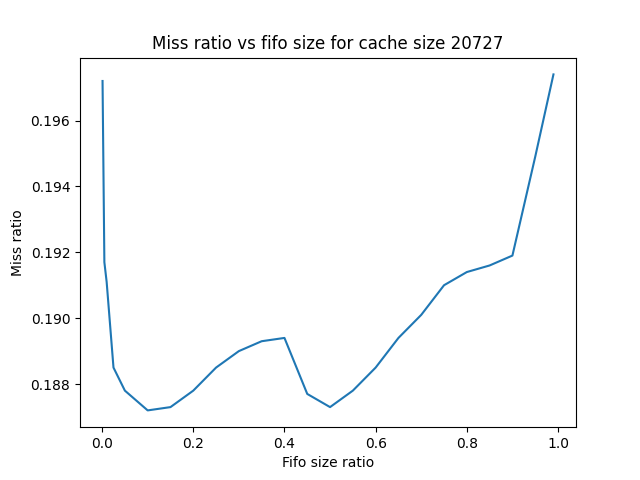 Miss ratio vs fifo size for cache size 20727
Miss ratio
0.196
0.194
0.192
0.190
0.188
0.0 0.2 0.4 0.6 0.8 1.0
Fifo size ratio